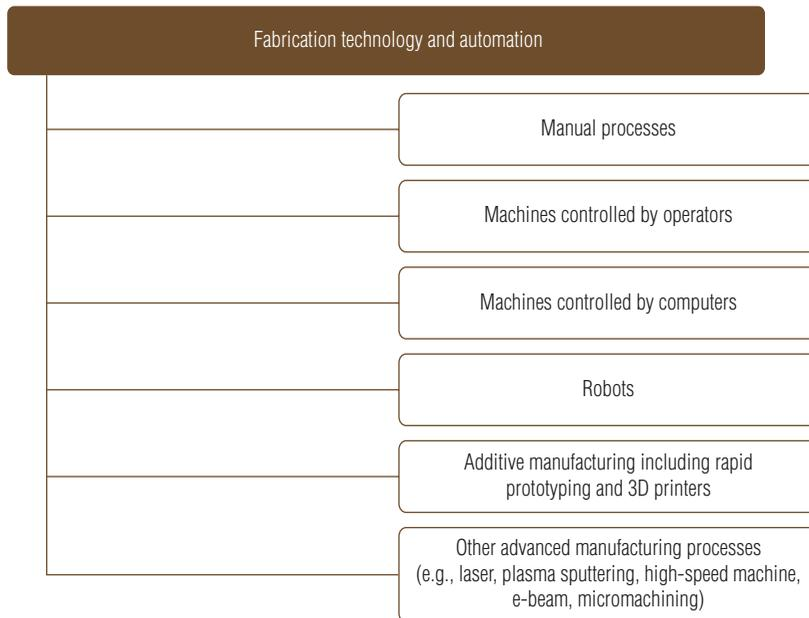 Fabrication technology and automation
Manual processes
Machines controlled by operators
Machines controlled by computers
Robots
Additive manufacturing including rapid
prototyping and 3D printers
Other advanced manufacturing processes
(e.g., laser, plasma sputtering, high-speed machine,
e-beam, micromachining)